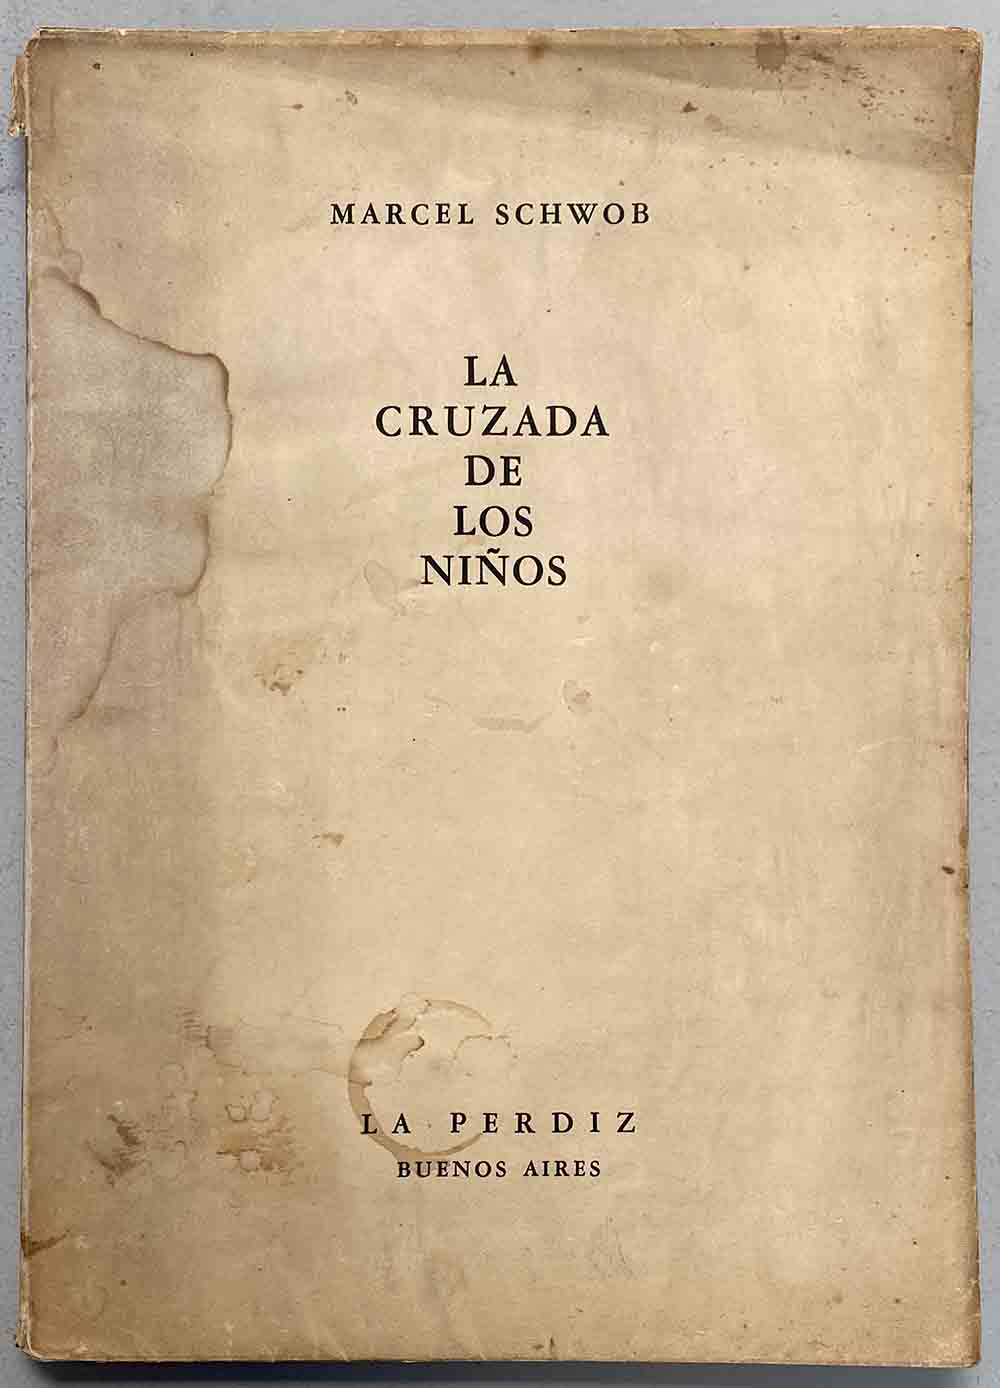 MARCEL SCHWOB
LA
CRUZADA
DE
LOS
NIÑOS
LA PERDIZ
BUENOS AIRES